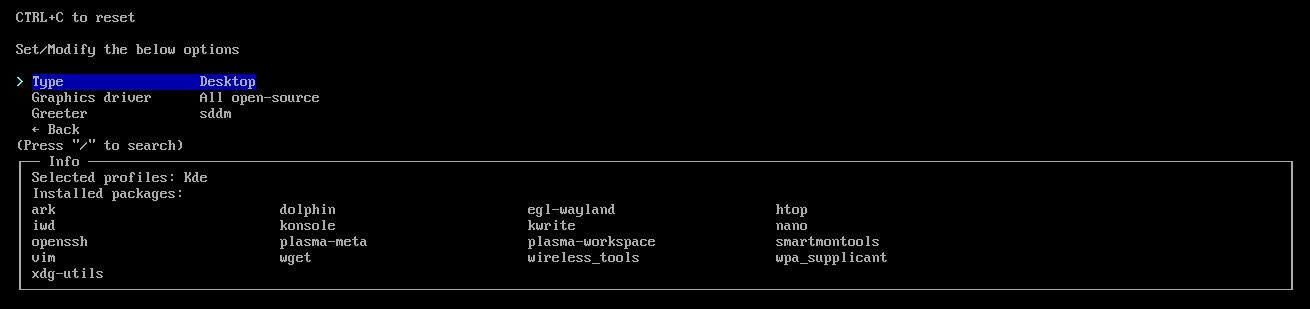 CTRL+C to reset
Set/Modify the below options
> Type Desktop
Graphics driver All open-source
Greeter sddm
← Back
(Press "/" to search)
Info
Selected profiles: Kde
Installed packages:
ark dolphin egl-wayland htop
iwd konsole kwrite nano
openssh plasma-meta plasma-workspace smartmontools
vim wget wireless_tools wpa_supplicant
xdg-utils